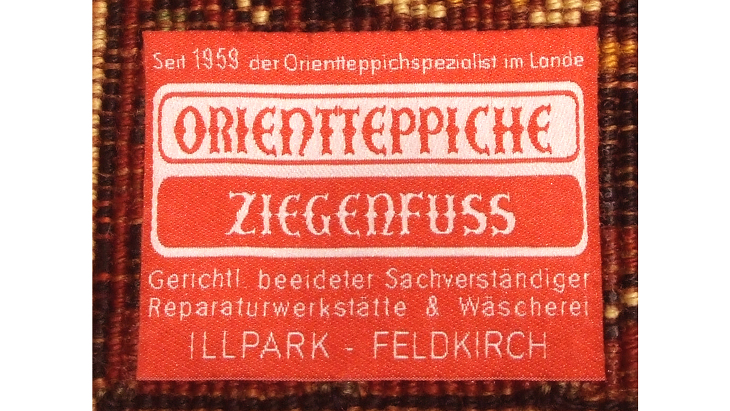 Seit 1959 der Orientteppichspezialist im Lande
ORIENTTEPPICHE
ZIEGENFUSS
Gerichtl. beeideter Sachverständiger
Reparaturwerkstätte & Wäscherei
ILLPARK - FELDKIRCH